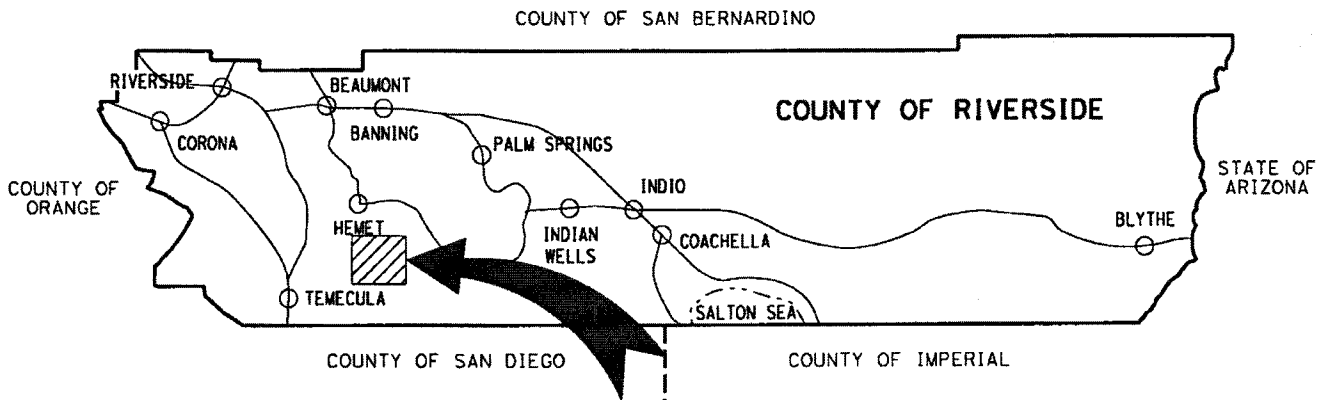 COUNTY OF SAN BERNARDINO
RIVERSIDE
BEAUMONT
COUNTY OF RIVERSIDE
BANNING
CORONA
PALM SPRINGS
STATE OF
ARIZONA
COUNTY OF
ORANGE
INDIO
HEMET
BLYTHE
INDIAN
WELLS
COACHELLA
TEMECULA
SALTON SEA
COUNTY OF SAN DIEGO
COUNTY OF IMPERIAL